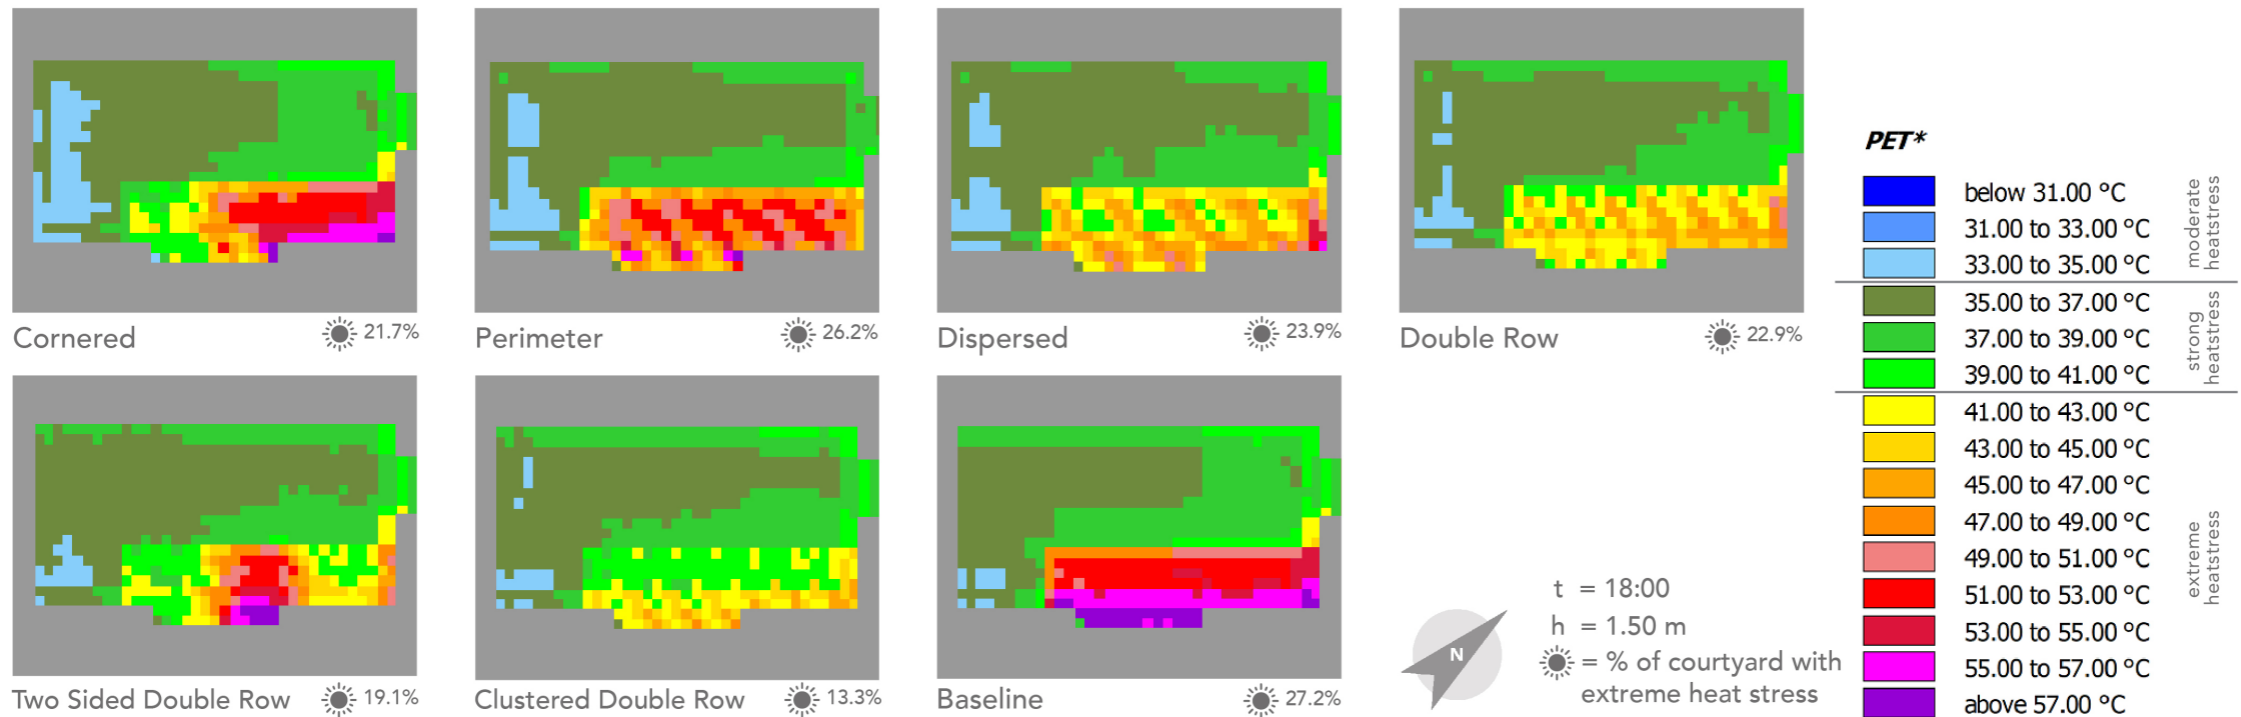 Cornered 21.7%
Perimeter 26.2%
Dispersed 23.9%
Double Row 22.9%
Two Sided Double Row 19.1%
Clustered Double Row 13.3%
Baseline 27.2%
N
t = 18:00
h = 1.50 m
= % of courtyard with
extreme heat stress
PET*
below 31.00 °C
31.00 to 33.00 °C
33.00 to 35.00 °C
35.00 to 37.00 °C
37.00 to 39.00 °C
39.00 to 41.00 °C
41.00 to 43.00 °C
43.00 to 45.00 °C
45.00 to 47.00 °C
47.00 to 49.00 °C
49.00 to 51.00 °C
51.00 to 53.00 °C
53.00 to 55.00 °C
55.00 to 57.00 °C
above 57.00 °C
moderate
heatstress
strong
heatstress
extreme
heatstress